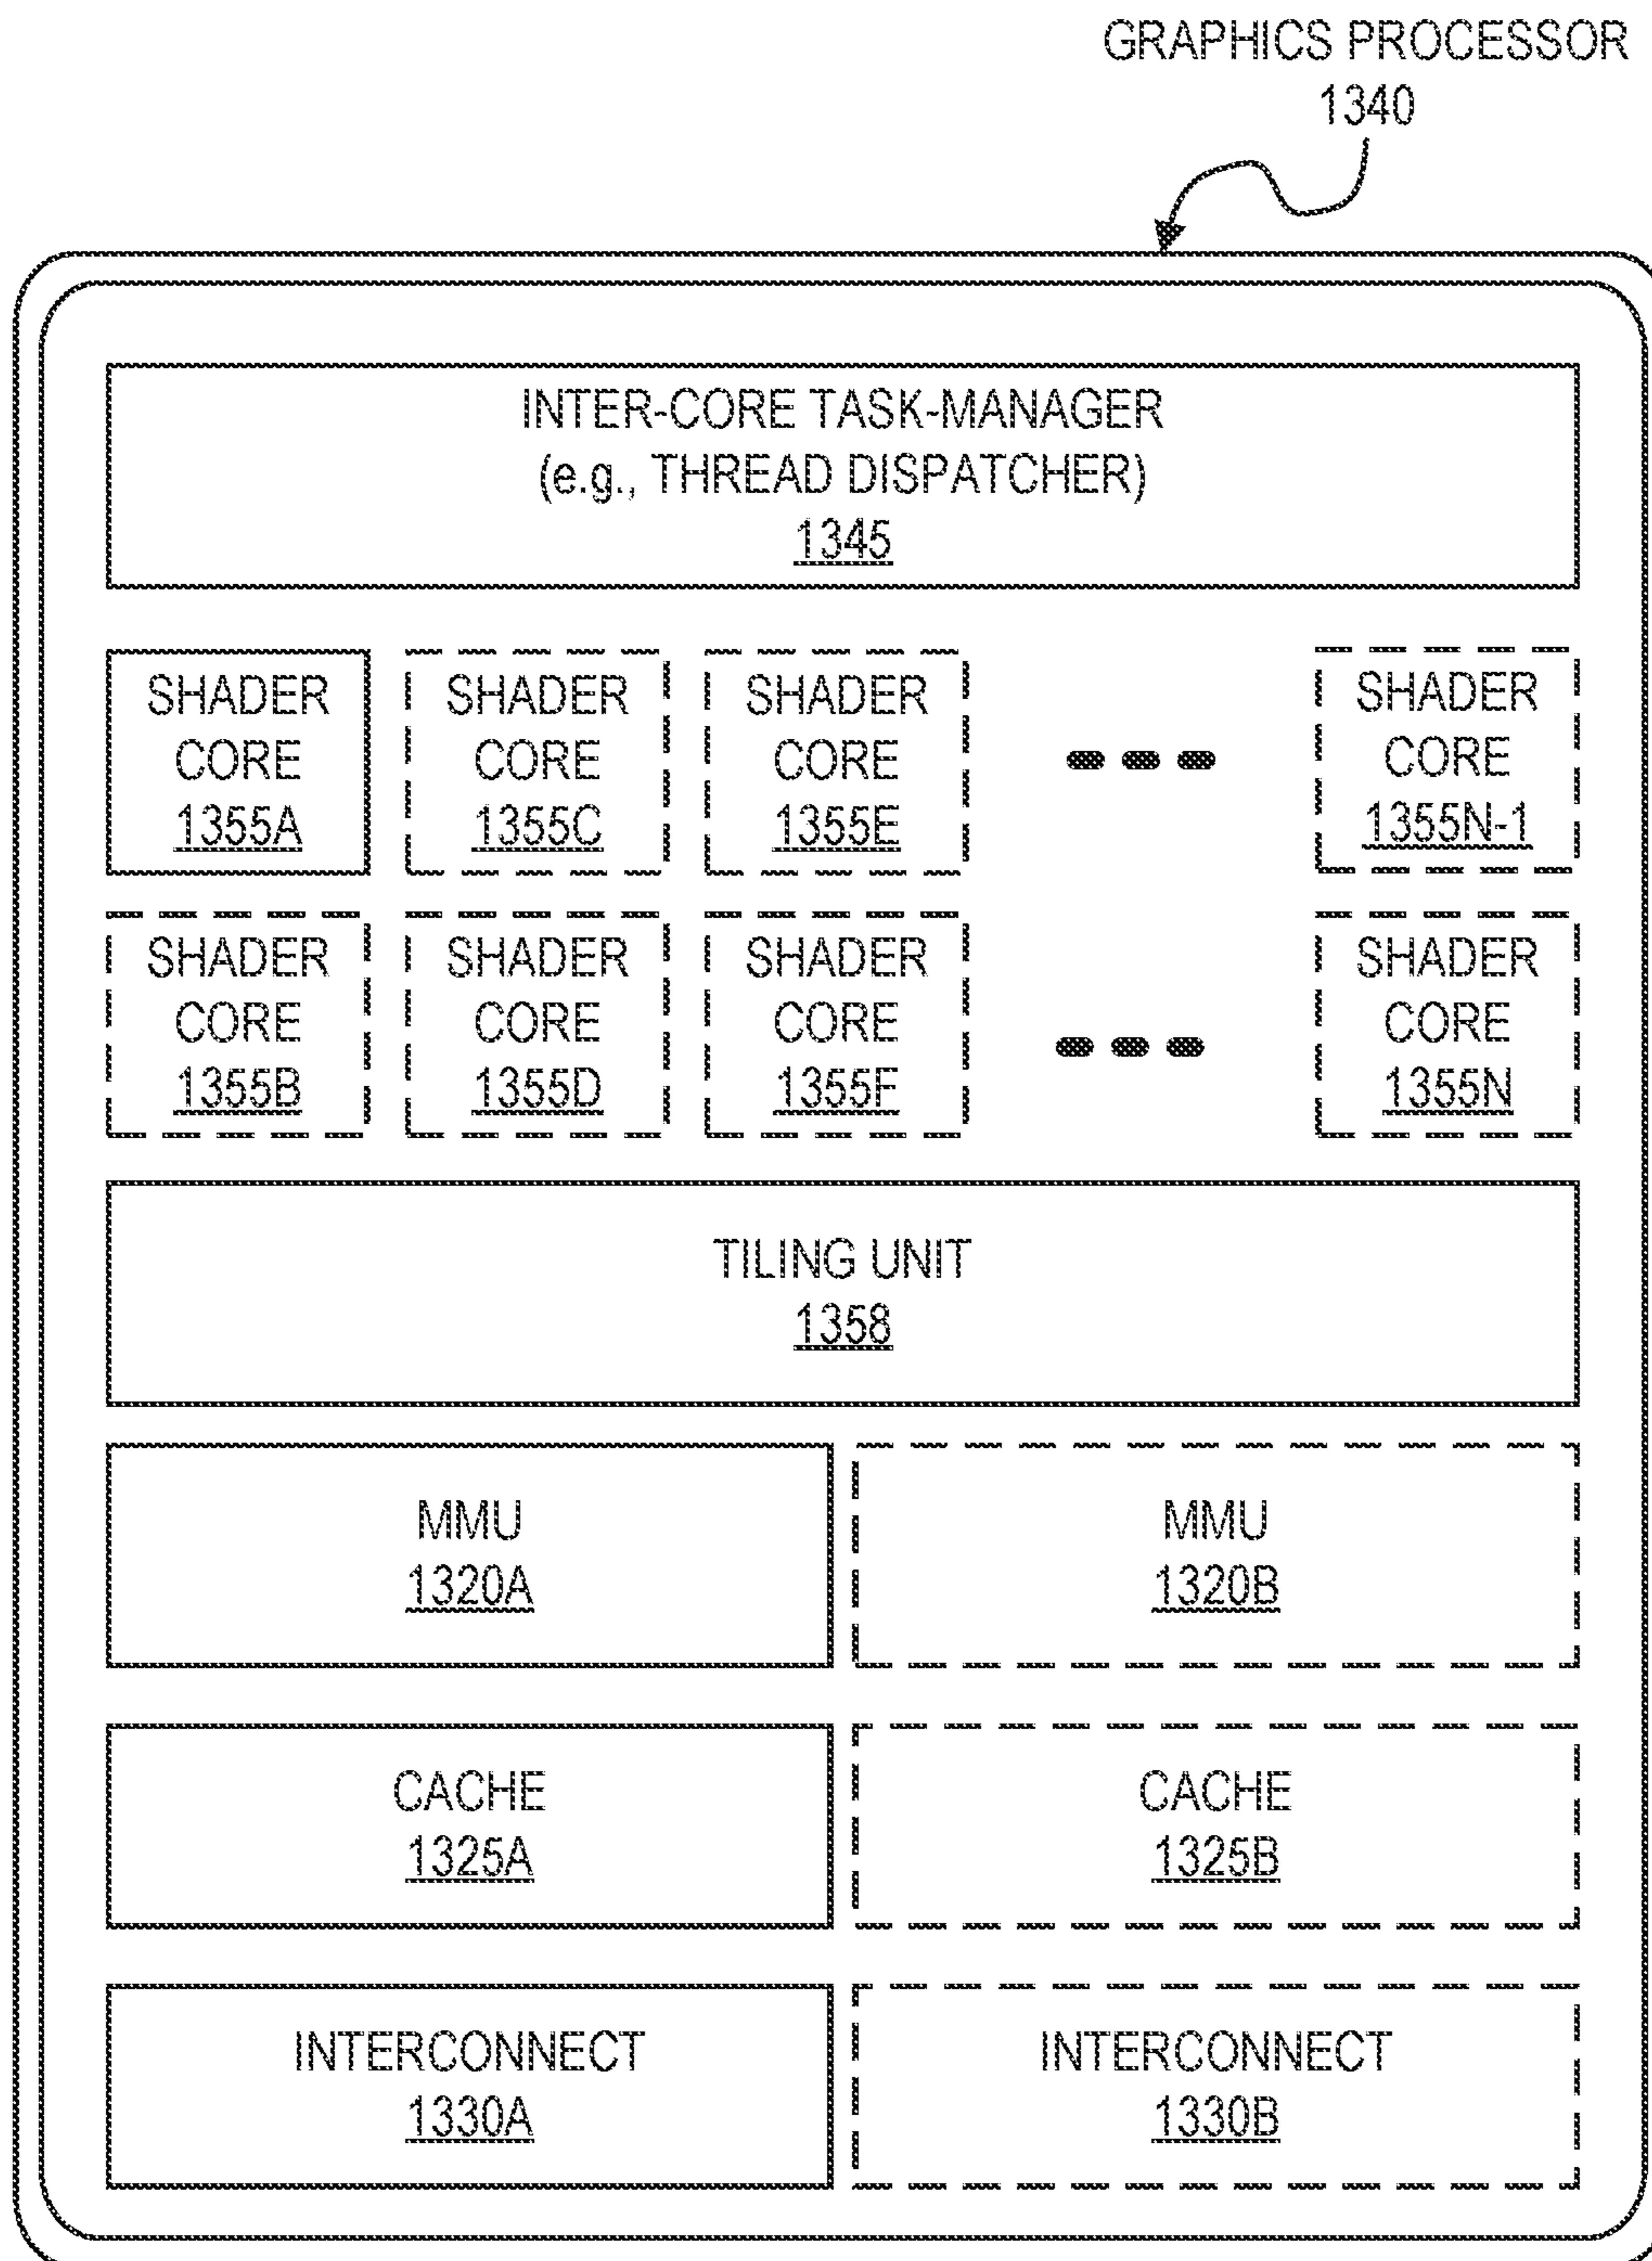 GRAPHICS PROCESSOR
1340
INTER-CORE TASK-MANAGER
(e.g., THREAD DISPATCHER)
1345
SHADER
CORE
1355A
SHADER
CORE
1355C
SHADER
CORE
1355E
SHADER
CORE
1355N-1
SHADER
CORE
1355B
SHADER
CORE
1355D
SHADER
CORE
1355F
SHADER
CORE
1355N
TILING UNIT
1358
MMU
1320A
MMU
1320B
CACHE
1325A
CACHE
1325B
INTERCONNECT
1330A
INTERCONNECT
1330B